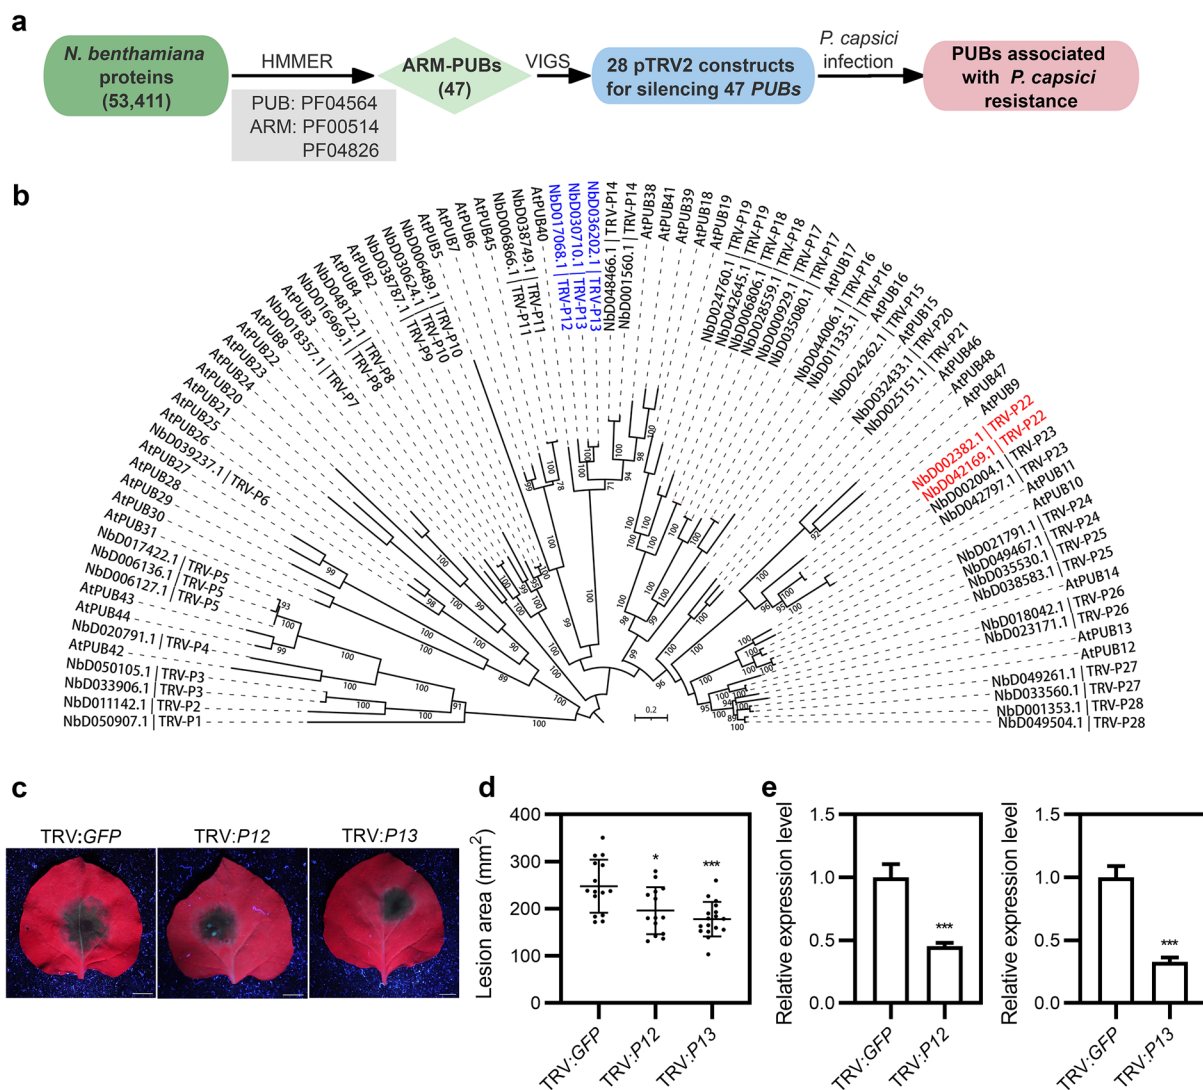 a
N. benthamiana
proteins
(53,411)
HMMER
PUB: PF04564
ARM: PF00514
PF04826
ARM-PUBs
(47)
VIGS
28 pTRV2 constructs
for silencing 47 PUBs
P. capsici
infection
PUBs associated
with P. capsici
resistance
b
NbD050907.1 | TRV-P1
NbD011142.1 | TRV-P2
NbD033906.1 | TRV-P3
NbD050105.1 | TRV-P3
AtPUB42
NbD020791.1 | TRV-P4
AtPUB44
AtPUB43
NbD006127.1 | TRV-P5
NbD006136.1 | TRV-P5
NbD017422.1 | TRV-P5
AtPUB31
AtPUB30
AtPUB29
AtPUB28
AtPUB27
NbD039237.1 | TRV-P6
AtPUB26
AtPUB25
AtPUB21
AtPUB20
AtPUB24
AtPUB23
AtPUB22
AtPUB8
NbD018357.1 | TRV-P7
AtPUB3
NbD016969.1 | TRV-P8
NbD048122.1 | TRV-P8
AtPUB4
AtPUB2
NbD038787.1 | TRV-P9
NbD030624.1 | TRV-P10
NbD006489.1 | TRV-P10
AtPUB5
AtPUB7
AtPUB6
AtPUB45
NbD006866.1 | TRV-P11
NbD038749.1 | TRV-P11
AtPUB40
NbD017068.1 | TRV-P12
NbD030710.1 | TRV-P13
NbD036202.1 | TRV-P13
NbD048466.1 | TRV-P14
NbD001560.1 | TRV-P14
AtPUB38
AtPUB41
AtPUB39
AtPUB18
AtPUB19
NbD024760.1 | TRV-P19
NbD042645.1 | TRV-P19
NbD006806.1 | TRV-P18
NbD028559.1 | TRV-P18
NbD000929.1 | TRV-P17
NbD035080.1 | TRV-P17
AtPUB17
NbD044006.1 | TRV-P16
NbD011335.1 | TRV-P16
AtPUB16
NbD024262.1 | TRV-P15
AtPUB15
NbD032433.1 | TRV-P20
NbD025151.1 | TRV-P21
AtPUB46
AtPUB48
AtPUB47
AtPUB9
NbD002382.1 | TRV-P22
NbD042169.1 | TRV-P22
NbD002004.1 | TRV-P23
NbD042797.1 | TRV-P23
AtPUB11
AtPUB10
NbD021791.1 | TRV-P24
NbD049467.1 | TRV-P24
NbD035530.1 | TRV-P25
NbD038583.1 | TRV-P25
AtPUB14
NbD018042.1 | TRV-P26
NbD023171.1 | TRV-P26
AtPUB13
AtPUB12
NbD049261.1 | TRV-P27
NbD033560.1 | TRV-P27
NbD001353.1 | TRV-P28
NbD049504.1 | TRV-P28
0.2
c
TRV:GFP
TRV:P12
TRV:P13
d
Lesion area (mm²)
400
300
200
100
0
*
***
TRV:GFP
TRV:P12
TRV:P13
e
Relative expression level
1.5
1.0
0.5
0.0
***
TRV:GFP
TRV:P12
Relative expression level
1.5
1.0
0.5
0.0
***
TRV:GFP
TRV:P13